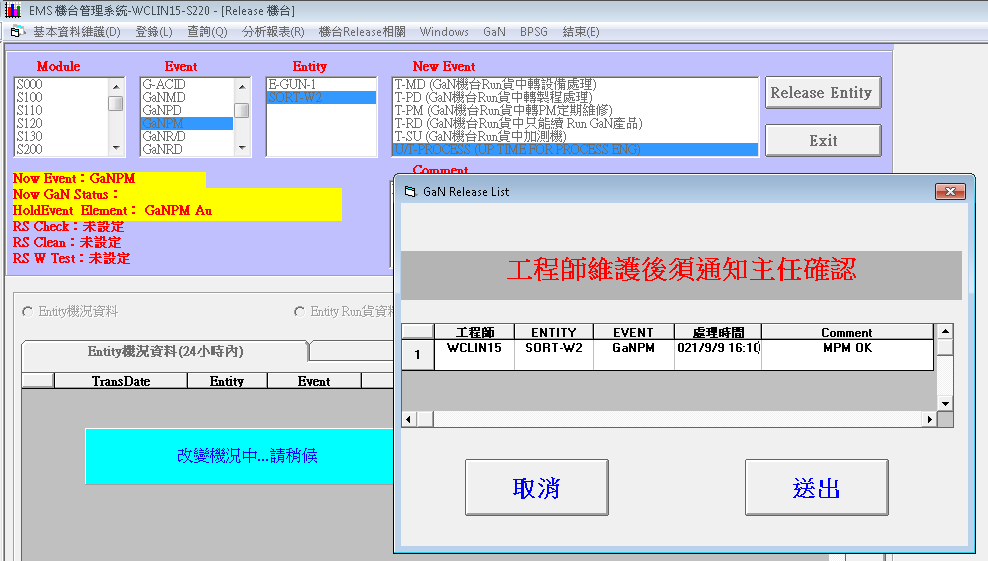 EMS 機台管理系统-WCLIN15-S220 - [Release 機台]
基本資料維護(D) 登錄(L) 查詢(Q) 分析報表(R) 機台Release相關 Windows GaN BPSG 結束(E)
Module Event Entity New Event
S000 G-ACID E-GUN-1 T-MD (GaN機台Run貨中轉設備處理)
S100 GaNMD SORT-W2 T-PD (GaN機台Run貨中轉製程處理)
S110 GaNPD T-PM (GaN機台Run貨中轉PM定期維修)
S120 GaNPM T-RD (GaN機台Run貨中只能續 Run GaN產品)
S130 GaNR/D T-SU (GaN機台Run貨中加測機)
S200 GaNRD U/T-PROCESS (UP TIME FOR PROCESS ENG)
Release Entity
Exit
Comment
Now Event：GaNPM
Now GaN Status：
HoldEvent Element： GaNPM Au
RS Check：未設定
RS Clean：未設定
RS W Test：未設定
Entity機況資料 Entity Run貨資料
Entity機況資料(24小時內)
TransDate Entity Event
改變機況中...請稍候
GaN Release List
工程師維護後須通知主任確認
工程師 ENTITY EVENT 處理時間 Comment
1 WCLIN15 SORT-W2 GaNPM 021/9/9 16:10 MPM OK
取消 送出